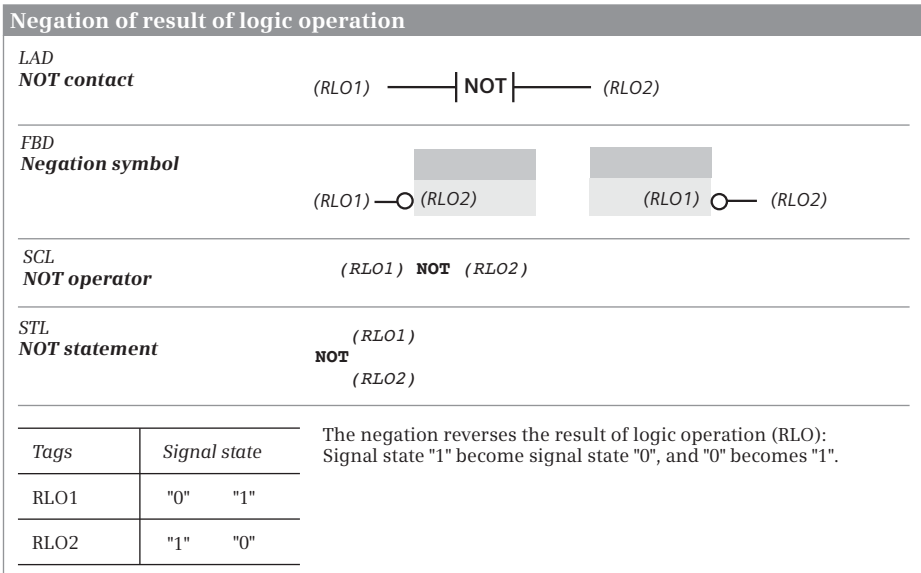 Negation of result of logic operation
LAD
NOT contact
(RLO1) NOT (RLO2)
FBD
Negation symbol
(RLO1) (RLO2) (RLO1) (RLO2)
SCL
NOT operator
(RLO1) NOT (RLO2)
STL
NOT statement
(RLO1)
NOT
(RLO2)
Tags Signal state
RLO1 "0" "1"
RLO2 "1" "0"
The negation reverses the result of logic operation (RLO):
Signal state "1" become signal state "0", and "0" becomes "1".